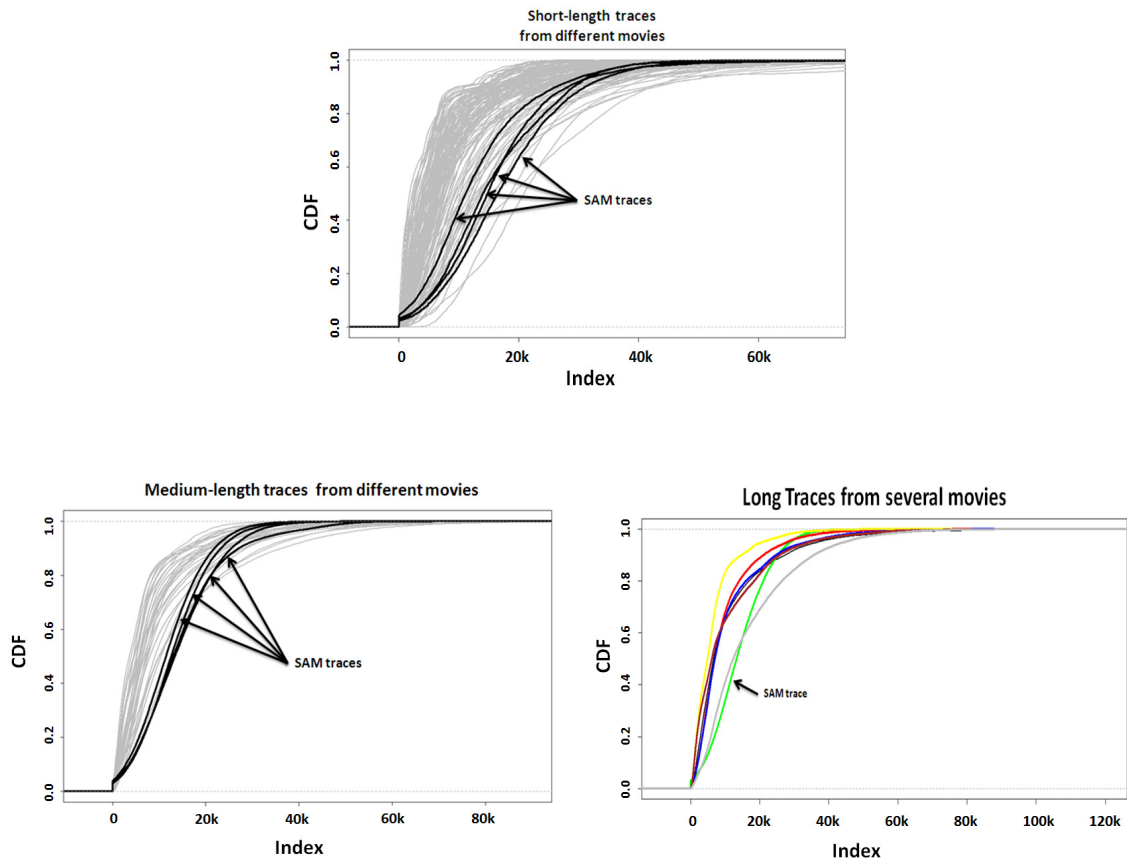 Short-length traces
from different movies
CDF
1.0
0.8
0.6
0.4
0.2
0.0
SAM traces
0 20k 40k 60k
Index
Medium-length traces from different movies
CDF
1.0
0.8
0.6
0.4
0.2
0.0
SAM traces
0 20k 40k 60k 80k
Index
Long Traces from several movies
CDF
1.0
0.8
0.6
0.4
0.2
0.0
SAM trace
0 20k 40k 60k 80k 100k 120k
Index